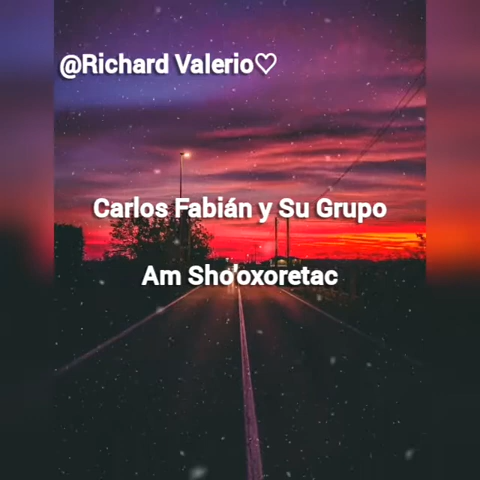 @Richard Valerio♡
Carlos Fabián y Su Grupo
Am Sho'oxoretac